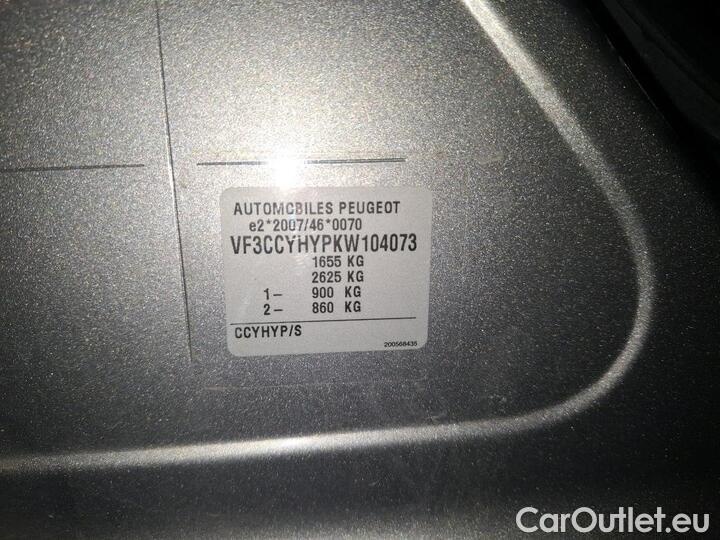 AUTOMOBILES PEUGEOT
e2*2007/46*0070
VF3CCYHYPKW104073
1655 KG
2625 KG
1- 900 KG
2- 860 KG
CCYHYP/S
200568435
CarOutlet.eu